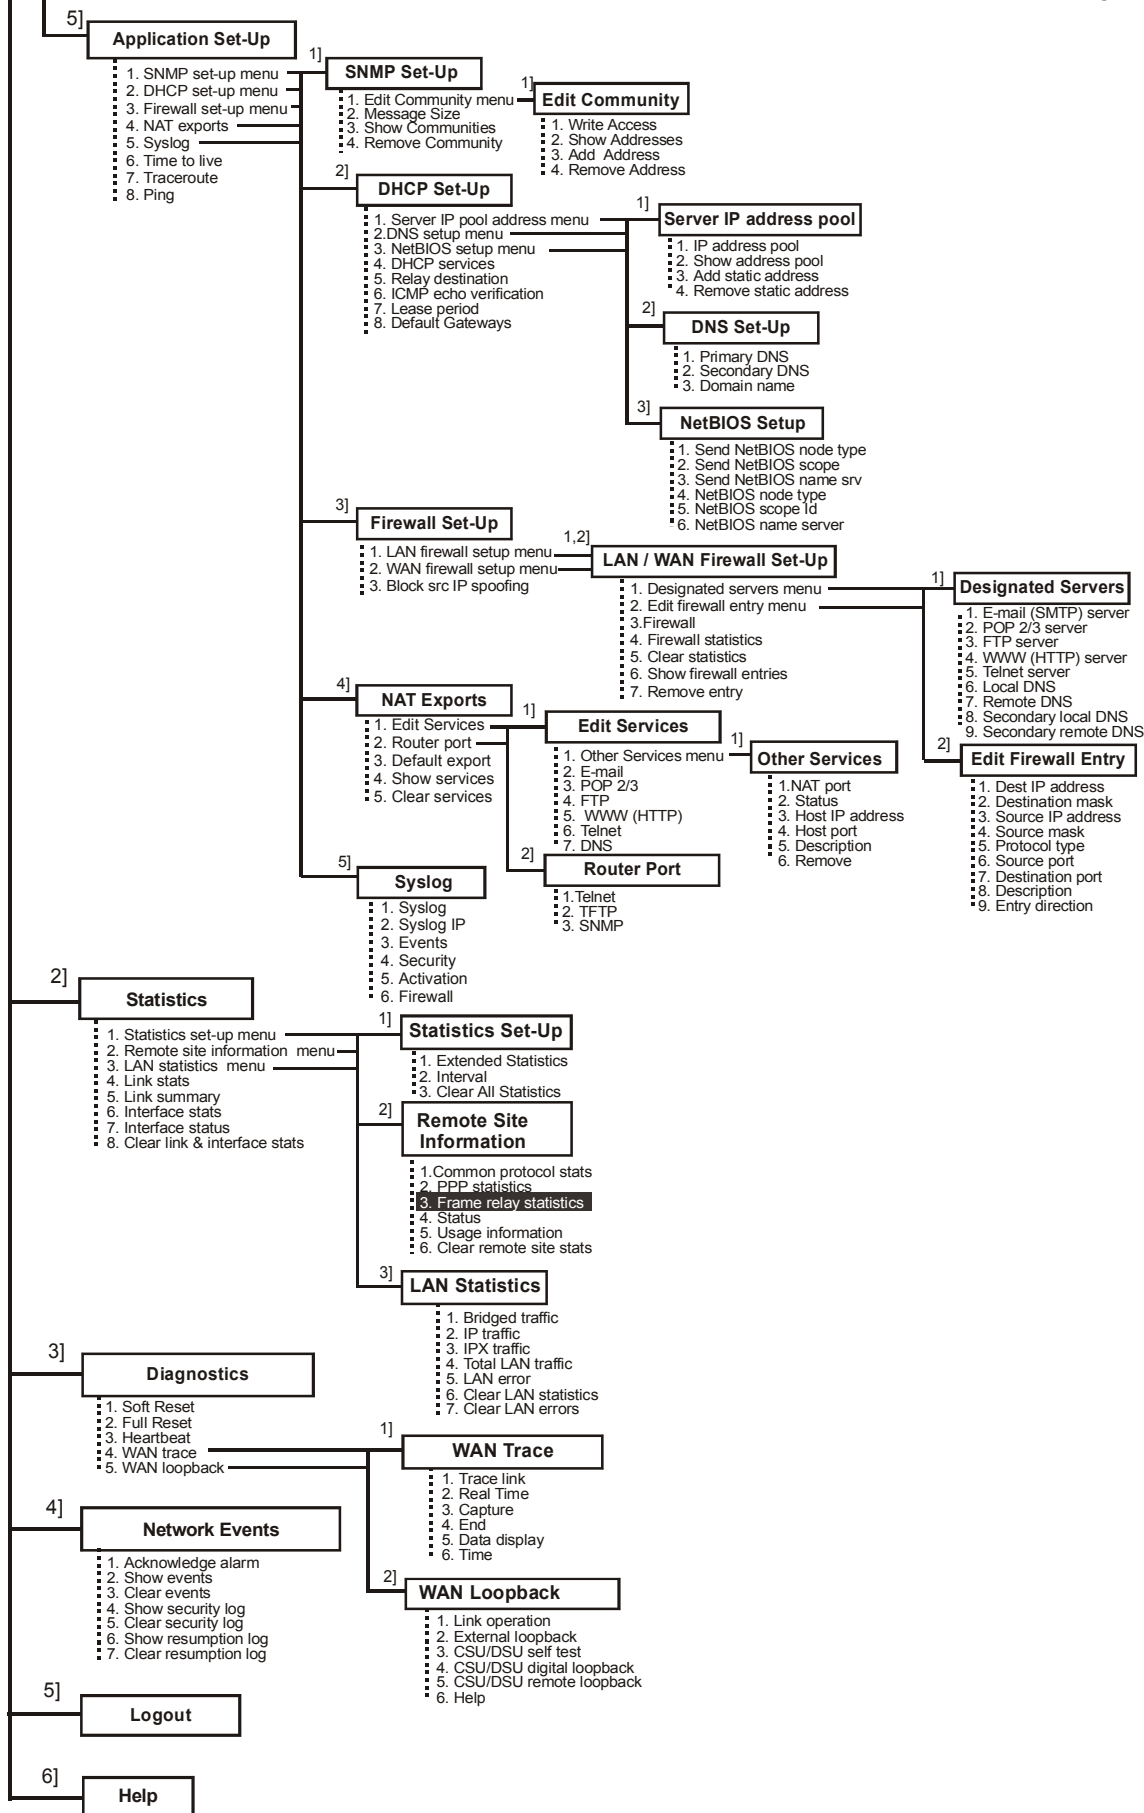 5]
Application Set-Up
1. SNMP set-up menu
2. DHCP set-up menu
3. Firewall set-up menu
4. NAT exports
5. Syslog
6. Time to live
7. Traceroute
8. Ping
1]
SNMP Set-Up
1. Edit Community menu
2. Message Size
3. Show Communities
4. Remove Community
1]
Edit Community
1. Write Access
2. Show Addresses
3. Add Address
4. Remove Address
2]
DHCP Set-Up
1. Server IP pool address menu
2.DNS setup menu
3. NetBIOS setup menu
4. DHCP services
5. Relay destination
6. ICMP echo verification
7. Lease period
8. Default Gateways
1]
Server IP address pool
1. IP address pool
2. Show address pool
3. Add static address
4. Remove static address
2]
DNS Set-Up
1. Primary DNS
2. Secondary DNS
3. Domain name
3]
NetBIOS Setup
1. Send NetBIOS node type
2. Send NetBIOS scope
3. Send NetBIOS name srv
4. NetBIOS node type
5. NetBIOS scope Id
6. NetBIOS name server
3]
Firewall Set-Up
1. LAN firewall setup menu
2. WAN firewall setup menu
3. Block src IP spoofing
1,2]
LAN / WAN Firewall Set-Up
1. Designated servers menu
2. Edit firewall entry menu
3.Firewall
4. Firewall statistics
5. Clear statistics
6. Show firewall entries
7. Remove entry
1]
Designated Servers
1. E-mail (SMTP) server
2. POP 2/3 server
3. FTP server
4. WWW (HTTP) server
5. Telnet server
6. Local DNS
7. Remote DNS
8. Secondary local DNS
9. Secondary remote DNS
2]
Edit Firewall Entry
1. Dest IP address
2. Destination mask
3. Source IP address
4. Source mask
5. Protocol type
6. Source port
7. Destination port
8. Description
9. Entry direction
4]
NAT Exports
1. Edit Services
2. Router port
3. Default export
4. Show services
5. Clear services
1]
Edit Services
1. Other Services menu
2. E-mail
3. POP 2/3
4. FTP
5. WWW (HTTP)
6. Telnet
7. DNS
1]
Other Services
1.NAT port
2. Status
3. Host IP address
4. Host port
5. Description
6. Remove
2]
Router Port
1.Telnet
2. TFTP
3. SNMP
5]
Syslog
1. Syslog
2. Syslog IP
3. Events
4. Security
5. Activation
6. Firewall
2]
Statistics
1. Statistics set-up menu
2. Remote site information menu
3. LAN statistics menu
4. Link stats
5. Link summary
6. Interface stats
7. Interface status
8. Clear link & interface stats
1]
Statistics Set-Up
1. Extended Statistics
2. Interval
3. Clear All Statistics
2]
Remote Site
Information
1.Common protocol stats
2. PPP statistics
3. Frame relay statistics
4. Status
5. Usage information
6. Clear remote site stats
3]
LAN Statistics
1. Bridged traffic
2. IP traffic
3. IPX traffic
4. Total LAN traffic
5. LAN error
6. Clear LAN statistics
7. Clear LAN errors
3]
Diagnostics
1. Soft Reset
2. Full Reset
3. Heartbeat
4. WAN trace
5. WAN loopback
1]
WAN Trace
1. Trace link
2. Real Time
3. Capture
4. End
5. Data display
6. Time
2]
WAN Loopback
1. Link operation
2. External loopback
3. CSU/DSU self test
4. CSU/DSU digital loopback
5. CSU/DSU remote loopback
6. Help
4]
Network Events
1. Acknowledge alarm
2. Show events
3. Clear events
4. Show security log
5. Clear security log
6. Show resumption log
7. Clear resumption log
5]
Logout
6]
Help